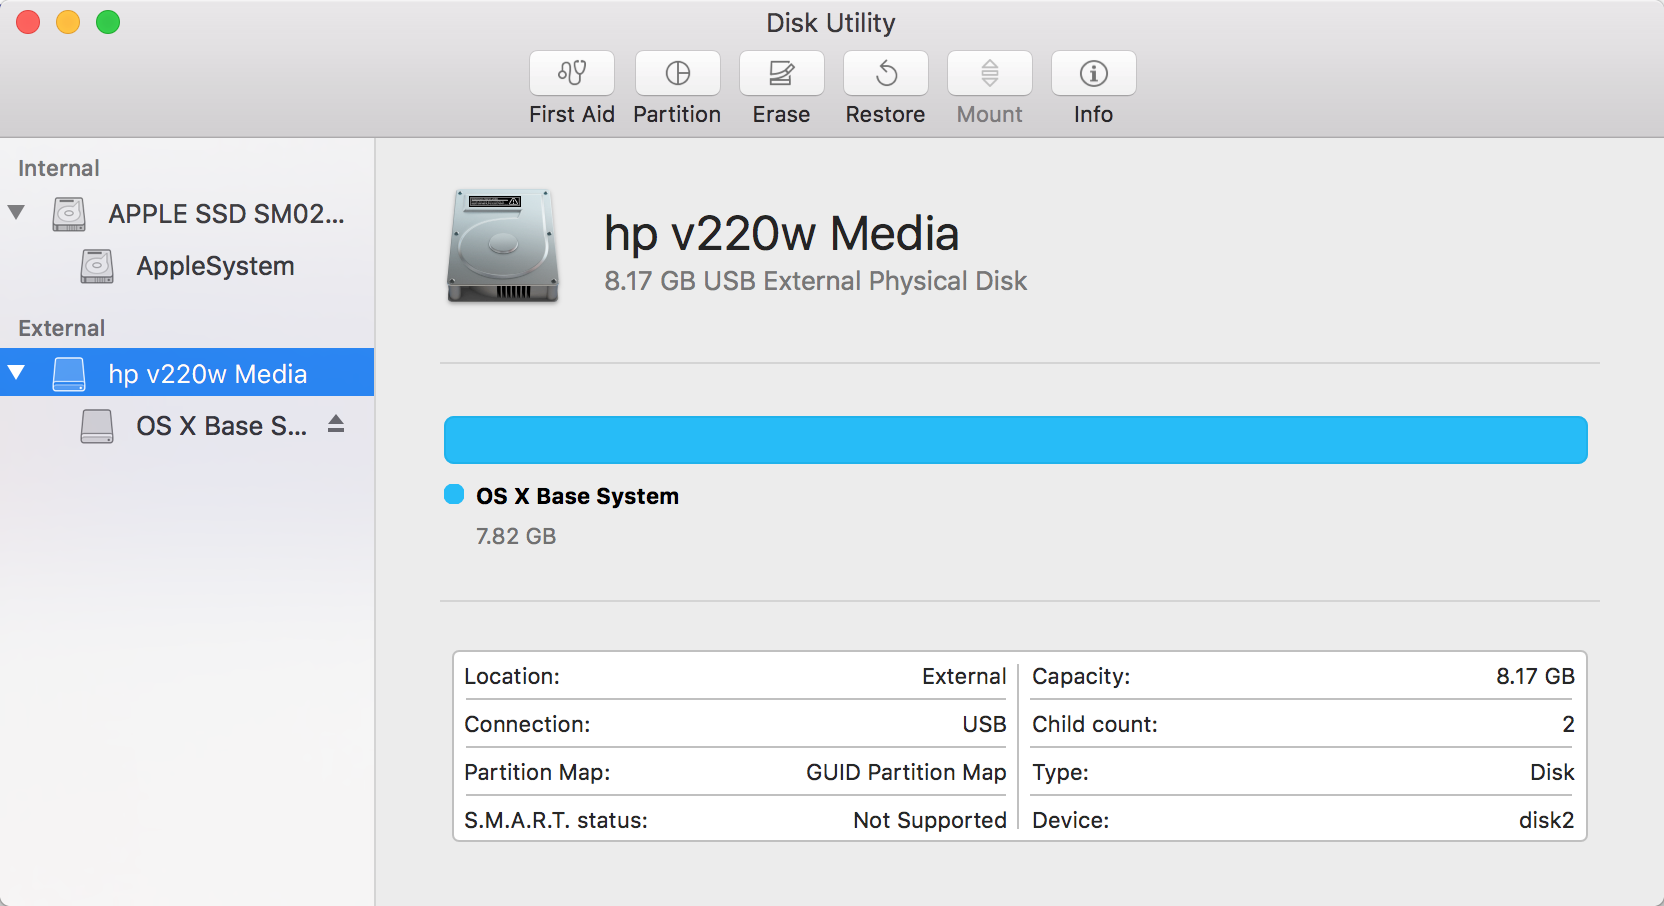 Disk Utility
First Aid Partition Erase Restore Mount Info
Internal
APPLE SSD SM02...
AppleSystem
External
hp v220w Media
OS X Base S...
hp v220w Media
8.17 GB USB External Physical Disk
OS X Base System
7.82 GB
Location: External
Capacity: 8.17 GB
Connection: USB
Child count: 2
Partition Map: GUID Partition Map
Type: Disk
S.M.A.R.T. status: Not Supported
Device: disk2